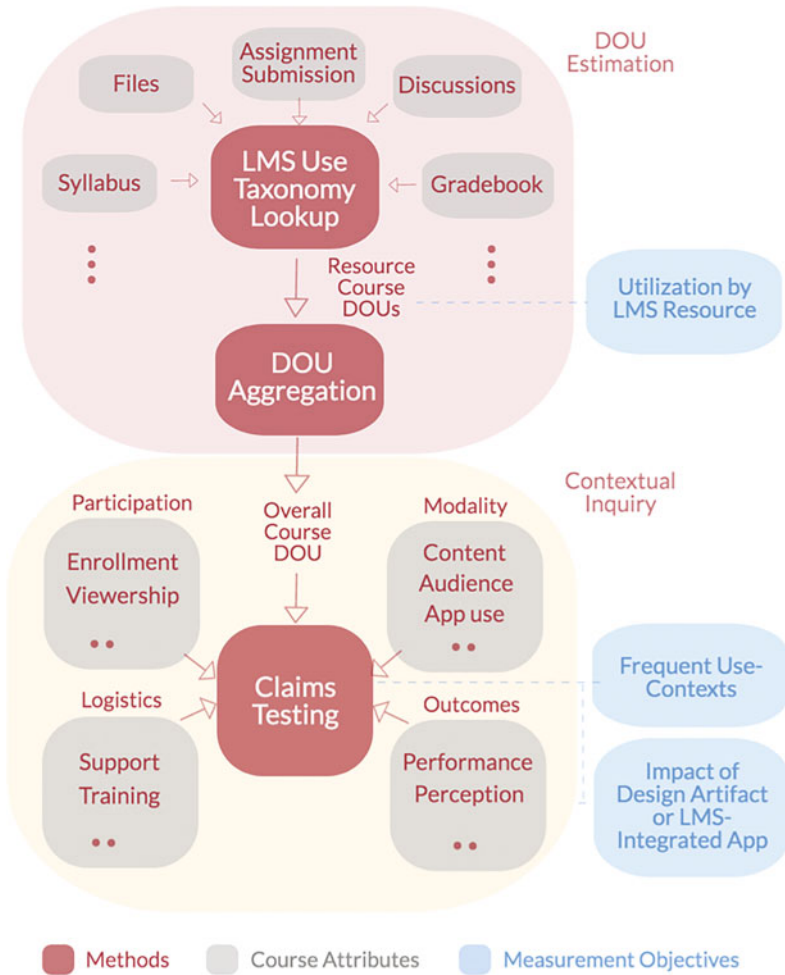 DOU
Estimation
Assignment
Submission
Files
Discussions
LMS Use
Taxonomy
Lookup
Syllabus
Gradebook
Resource
Course
DOUs
Utilization by
LMS Resource
DOU
Aggregation
Contextual
Inquiry
Participation
Overall
Course
DOU
Modality
Enrollment
Viewership
Content
Audience
App use
Claims
Testing
Frequent Use-
Contexts
Logistics
Outcomes
Support
Training
Performance
Perception
Impact of
Design Artifact
or LMS-
Integrated App
Methods
Course Attributes
Measurement Objectives